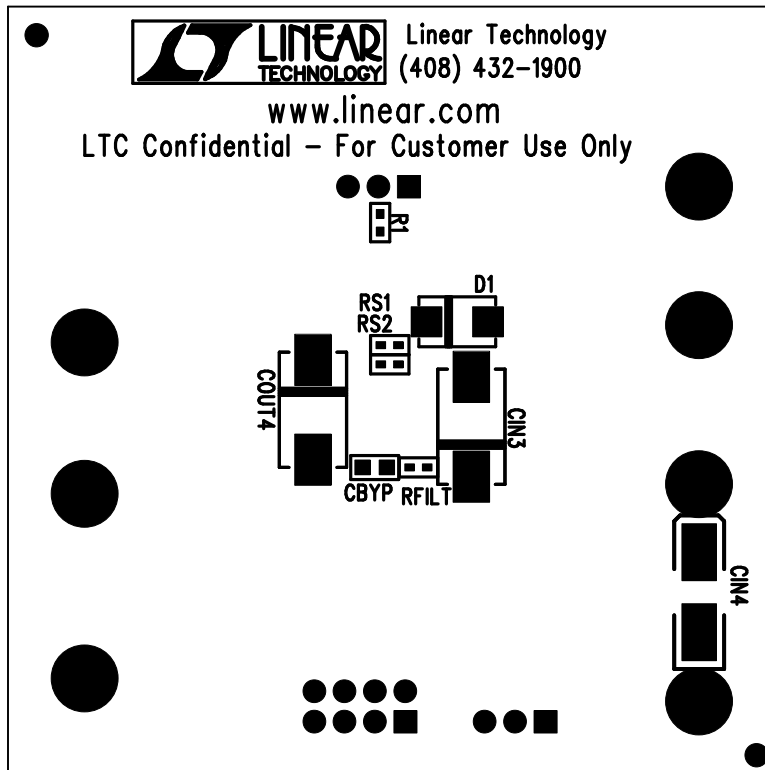 LINEAR
TECHNOLOGY
Linear Technology
(408) 432-1900
www.linear.com
LTC Confidential - For Customer Use Only
R1
D1
RS1
RS2
COUT4
CIN3
CBYP
RFILT
CIN4